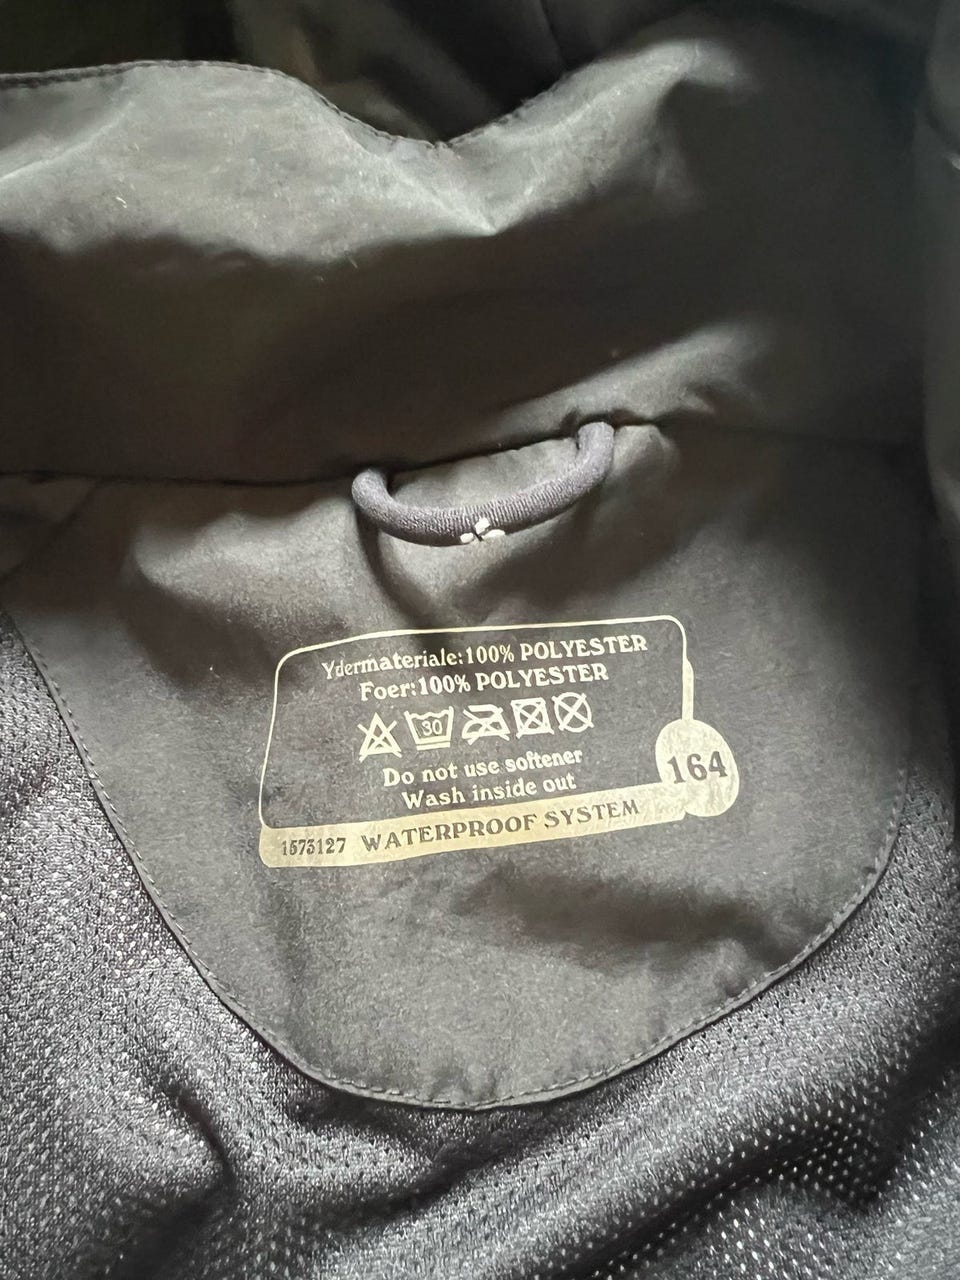 Ydermateriale:100% POLYESTER
Foer:100% POLYESTER
30
Do not use softener
Wash inside out
164
1573127 WATERPROOF SYSTEM